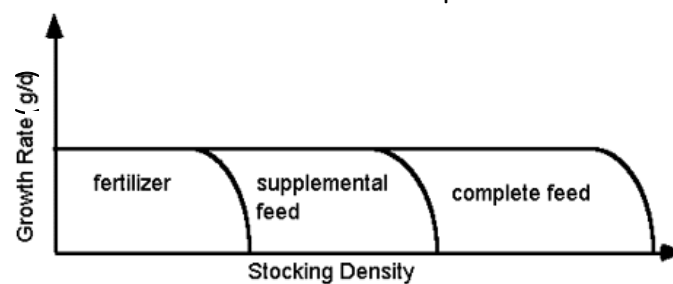 Growth Rate ( g/d)
fertilizer
supplemental
feed
complete feed
Stocking Density